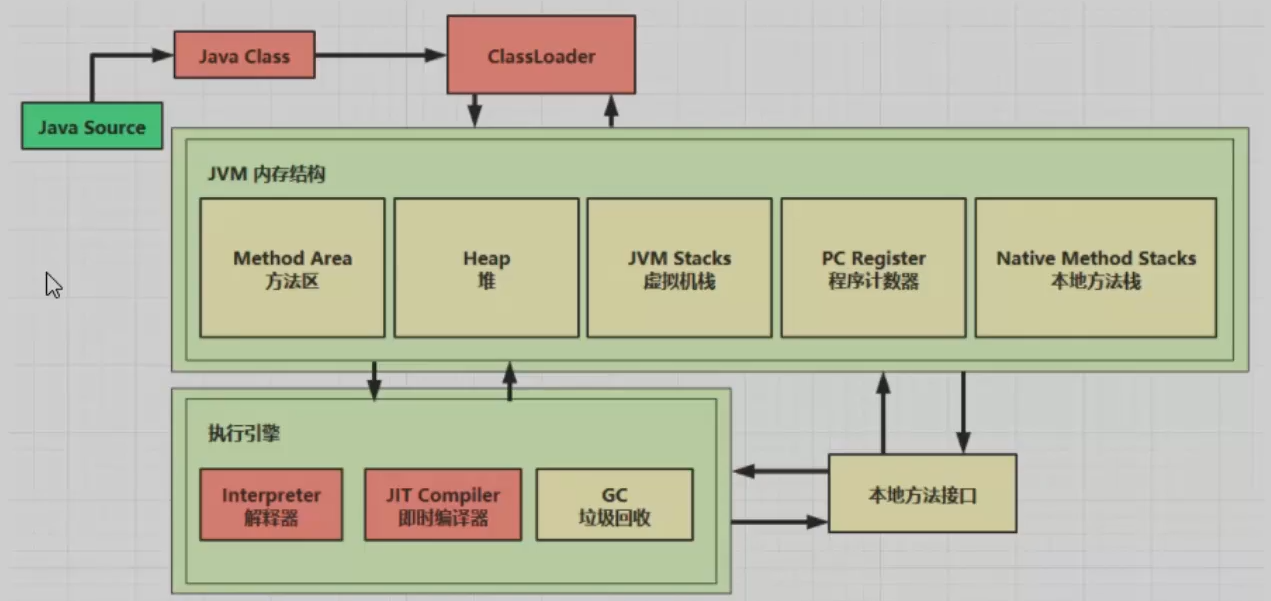 Java Class
ClassLoader
Java Source
JVM 内存结构
Method Area
方法区
Heap
堆
JVM Stacks
虚拟机栈
PC Register
程序计数器
Native Method Stacks
本地方法栈
执行引擎
Interpreter
解释器
JIT Compiler
即时编译器
GC
垃圾回收
本地方法接口